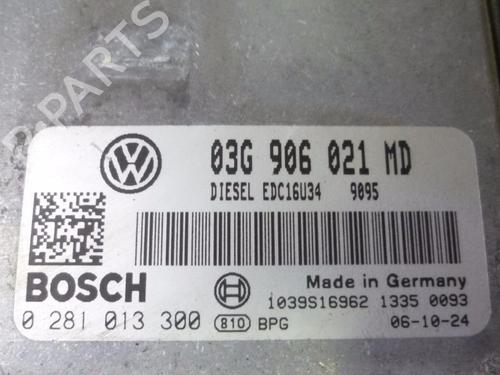 B-PARTS
03G 906 021 MD
DIESEL EDC16U34 9095
BOSCH
Made in Germany
1039S16962 1335 0093
0 281 013 300 810 BPG 06-10-24